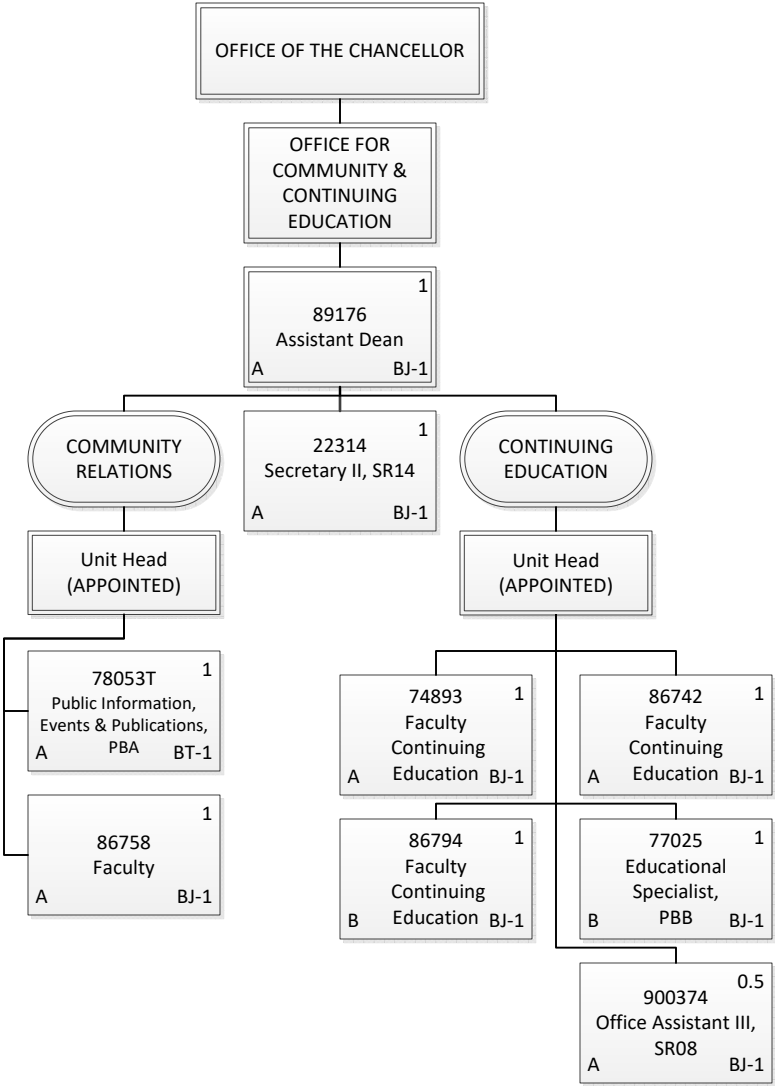 OFFICE OF THE CHANCELLOR
OFFICE FOR
COMMUNITY &
CONTINUING
EDUCATION
1
89176
Assistant Dean
A BJ-1
COMMUNITY
RELATIONS
1
22314
Secretary II, SR14
A BJ-1
CONTINUING
EDUCATION
Unit Head
(APPOINTED)
Unit Head
(APPOINTED)
78053T 1
Public Information,
Events & Publications,
PBA
A BT-1
74893 1
Faculty
Continuing
A Education BJ-1
86742 1
Faculty
Continuing
A Education BJ-1
1
86758
Faculty
A BJ-1
86794 1
Faculty
Continuing
B Education BJ-1
77025 1
Educational
Specialist,
PBB
B BJ-1
0.5
900374
Office Assistant III,
SR08
A BJ-1